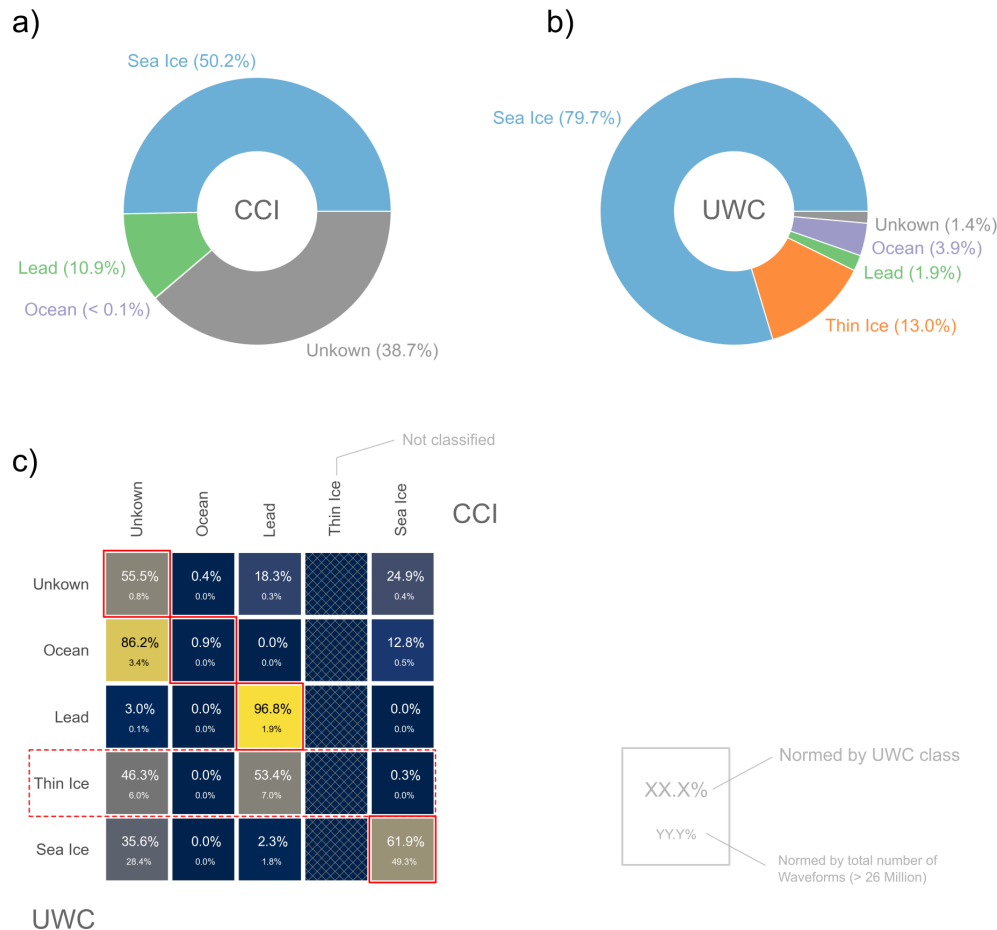 a)
Sea Ice (50.2%)
CCI
Lead (10.9%)
Ocean (< 0.1%)
Unkown (38.7%)
b)
Sea Ice (79.7%)
UWC
Unkown (1.4%)
Ocean (3.9%)
Lead (1.9%)
Thin Ice (13.0%)
c)
Not classified
Unkown
Ocean
Lead
Thin Ice
Sea Ice
CCI
Unkown
55.5% 0.4% 18.3% 24.9%
0.8% 0.0% 0.3% 0.4%
Ocean
86.2% 0.9% 0.0% 12.8%
3.4% 0.0% 0.0% 0.5%
Lead
3.0% 0.0% 96.8% 0.0%
0.1% 0.0% 1.9% 0.0%
Thin Ice
46.3% 0.0% 53.4% 0.3%
6.0% 0.0% 7.0% 0.0%
Sea Ice
35.6% 0.0% 2.3% 61.9%
28.4% 0.0% 1.8% 49.3%
UWC
XX.X%
Normed by UWC class
YY.Y%
Normed by total number of
Waveforms (> 26 Million)